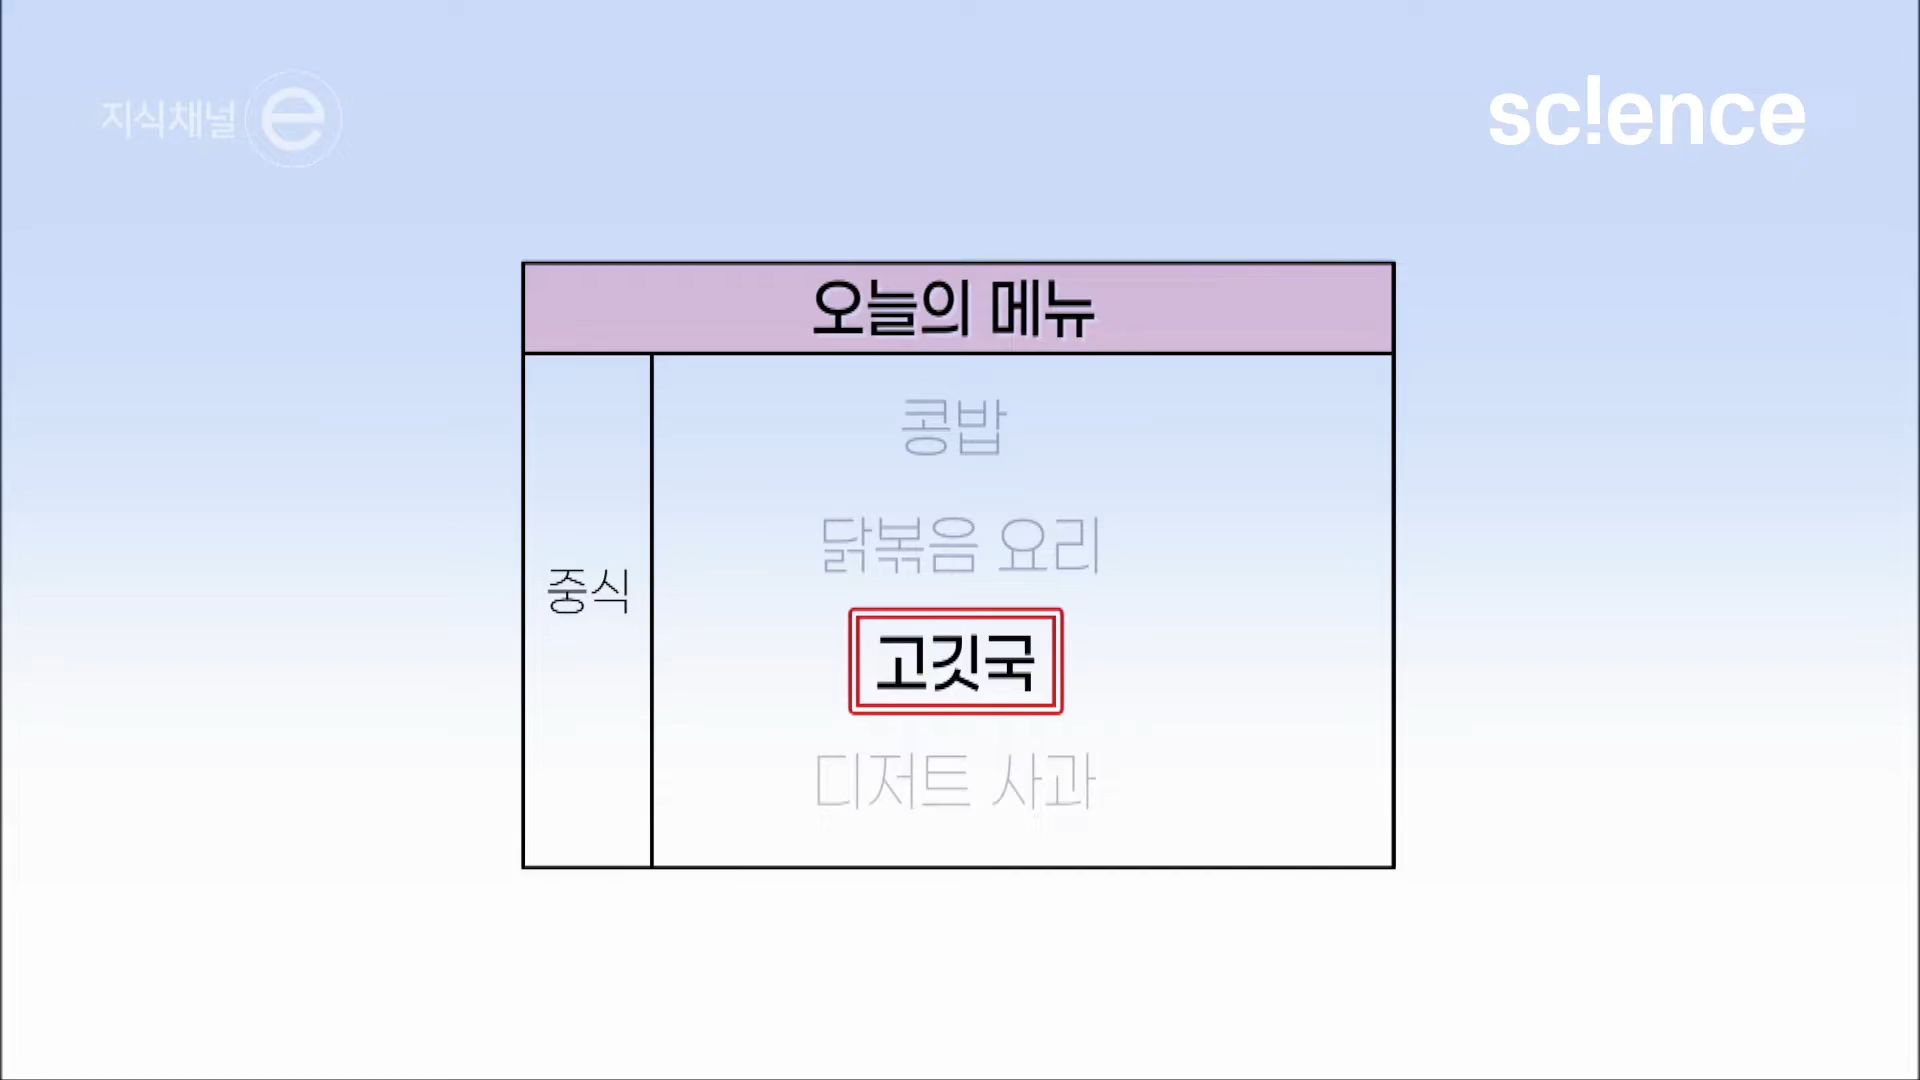 지식채널 e
sc!ence
오늘의 메뉴
콩밥
닭볶음 요리
중식
고깃국
디저트 사과